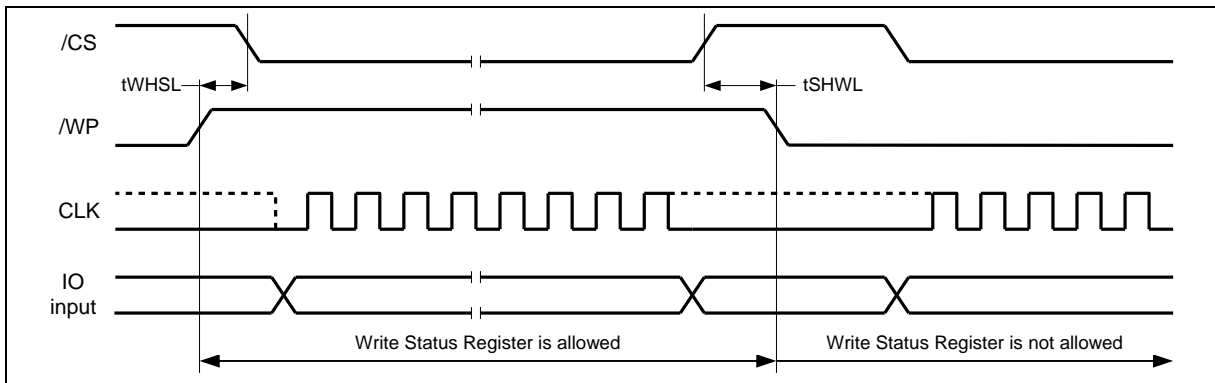 /CS
tWHSL
tSHWL
/WP
CLK
IO
input
Write Status Register is allowed
Write Status Register is not allowed